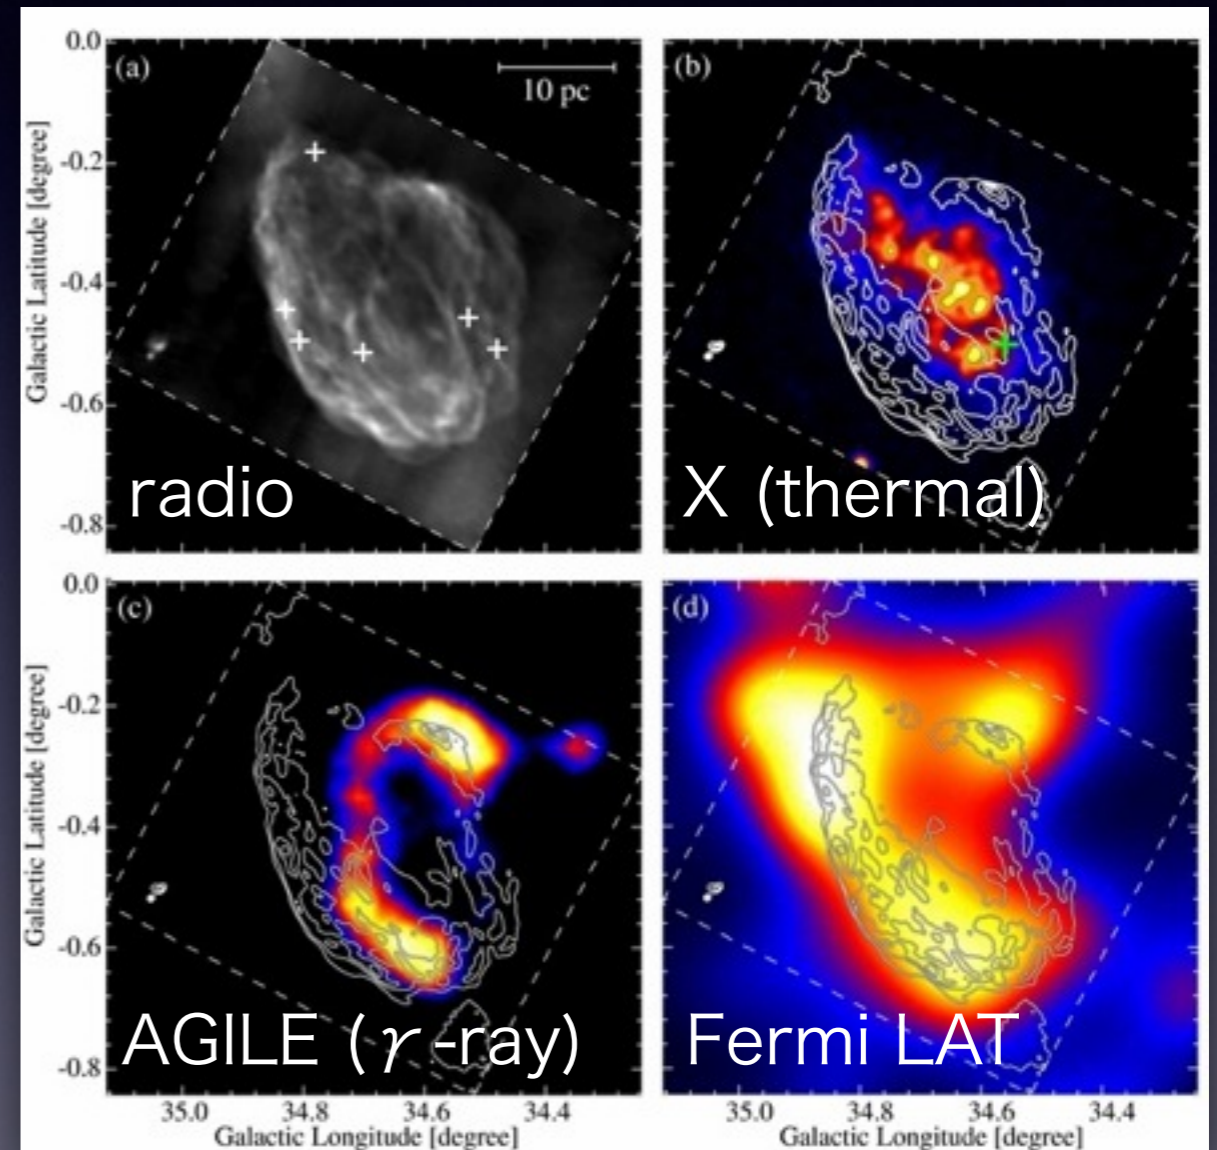 (a)
10 pc
radio
(b)
X (thermal)
(c)
AGILE (γ-ray)
(d)
Fermi LAT
0.0
-0.2
-0.4
-0.6
-0.8
Galactic Latitude [degree]
0.0
-0.2
-0.4
-0.6
-0.8
Galactic Latitude [degree]
35.0 34.8 34.6 34.4
Galactic Longitude [degree]
35.0 34.8 34.6 34.4
Galactic Longitude [degree]